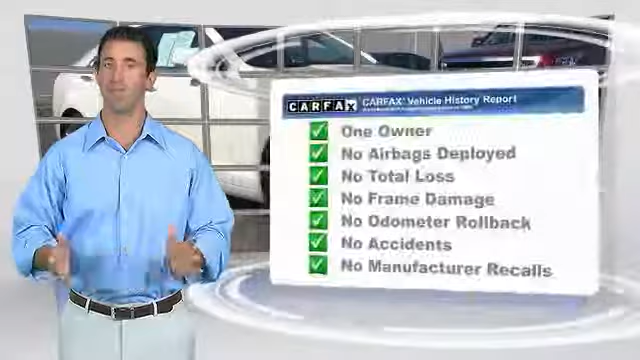 CARFAX CARFAX Vehicle History Report
One Owner
No Airbags Deployed
No Total Loss
No Frame Damage
No Odometer Rollback
No Accidents
No Manufacturer Recalls